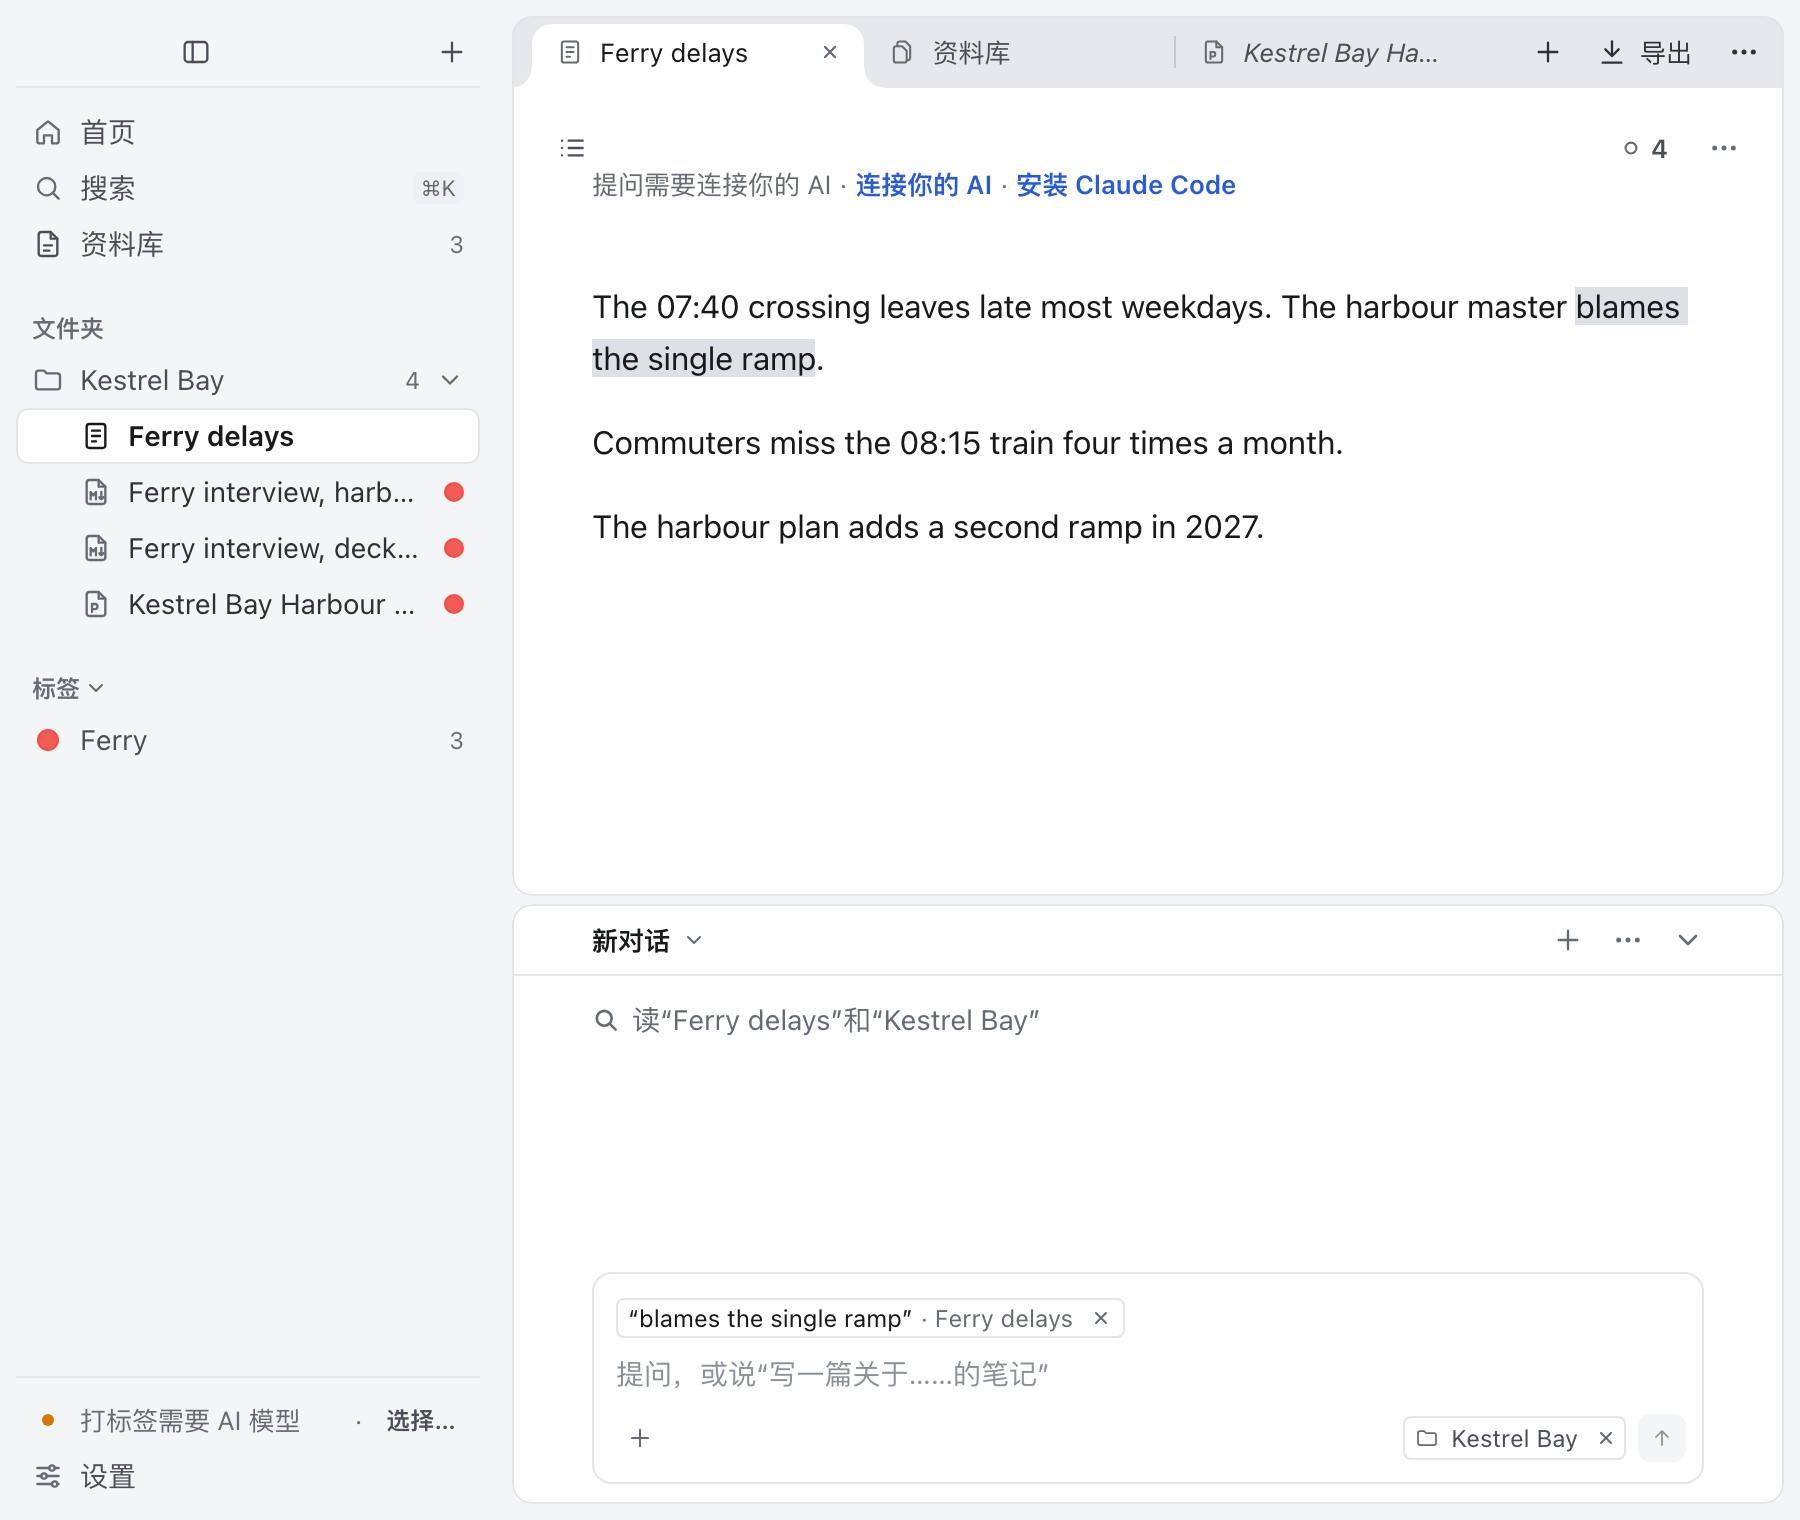 首页
搜索 ⌘K
资料库 3
文件夹
Kestrel Bay 4
Ferry delays
Ferry interview, harb...
Ferry interview, deck...
Kestrel Bay Harbour ...
标签
Ferry 3
打标签需要 AI 模型 · 选择...
设置
Ferry delays
资料库
Kestrel Bay Ha...
导出
4
提问需要连接你的 AI · 连接你的 AI · 安装 Claude Code
The 07:40 crossing leaves late most weekdays. The harbour master blames
the single ramp.
Commuters miss the 08:15 train four times a month.
The harbour plan adds a second ramp in 2027.
新对话
读“Ferry delays”和“Kestrel Bay”
“blames the single ramp” · Ferry delays
提问，或说“写一篇关于……的笔记”
Kestrel Bay